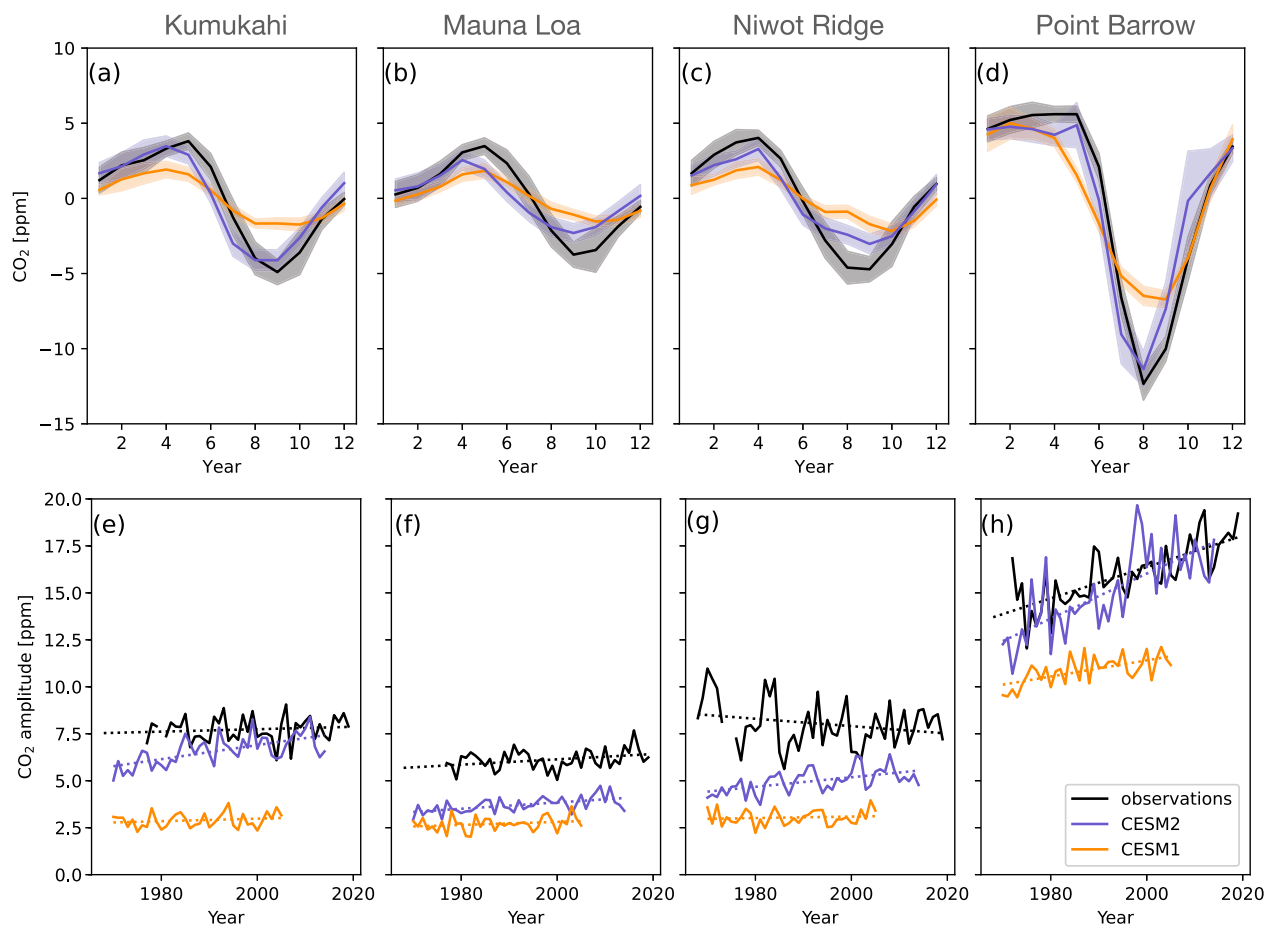 Kumukahi Mauna Loa Niwot Ridge Point Barrow
(a) (b) (c) (d)
10
5
0
−5
−10
−15
CO₂ [ppm]
2 4 6 8 10 12 2 4 6 8 10 12 2 4 6 8 10 12 2 4 6 8 10 12
Year Year Year Year
(e) (f) (g) (h)
20.0
17.5
15.0
12.5
10.0
7.5
5.0
2.5
0.0
CO₂ amplitude [ppm]
observations
CESM2
CESM1
1980 2000 2020 1980 2000 2020 1980 2000 2020 1980 2000 2020
Year Year Year Year